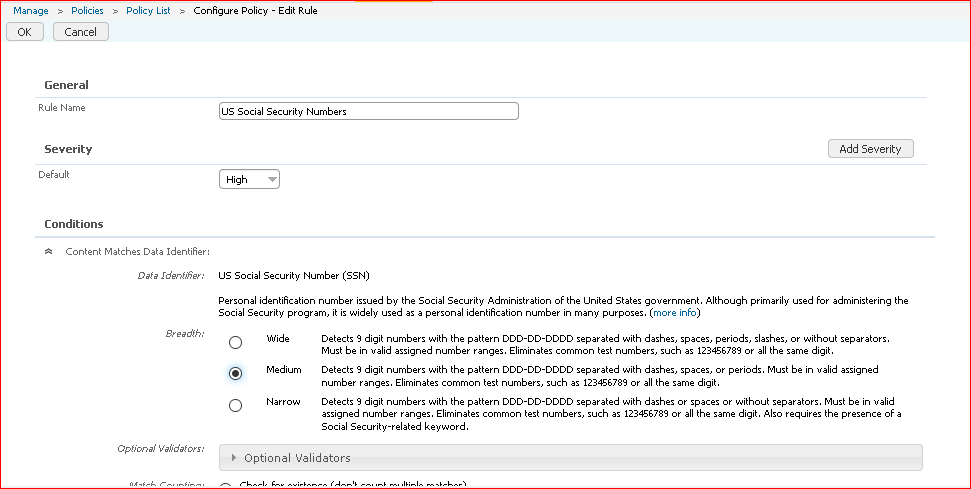 Manage > Policies > Policy List > Configure Policy - Edit Rule
OK Cancel
General
Rule Name US Social Security Numbers
Severity Add Severity
Default High
Conditions
Content Matches Data Identifier:
Data Identifier: US Social Security Number (SSN)
Personal identification number issued by the Social Security Administration of the United States government. Although primarily used for administering the
Social Security program, it is widely used as a personal identification number in many purposes. (more info)
Breadth:
Wide Detects 9 digit numbers with the pattern DDD-DD-DDDD separated with dashes, spaces, periods, slashes, or without separators.
Must be in valid assigned number ranges. Eliminates common test numbers, such as 123456789 or all the same digit.
Medium Detects 9 digit numbers with the pattern DDD-DD-DDDD separated with dashes, spaces, or periods. Must be in valid assigned
number ranges. Eliminates common test numbers, such as 123456789 or all the same digit.
Narrow Detects 9 digit numbers with the pattern DDD-DD-DDDD separated with dashes or spaces or without separators. Must be in valid
assigned number ranges. Eliminates common test numbers, such as 123456789 or all the same digit. Also requires the presence of a
Social Security-related keyword.
Optional Validators: Optional Validators
Match Counting: Check for existence (don't count multiple matches)